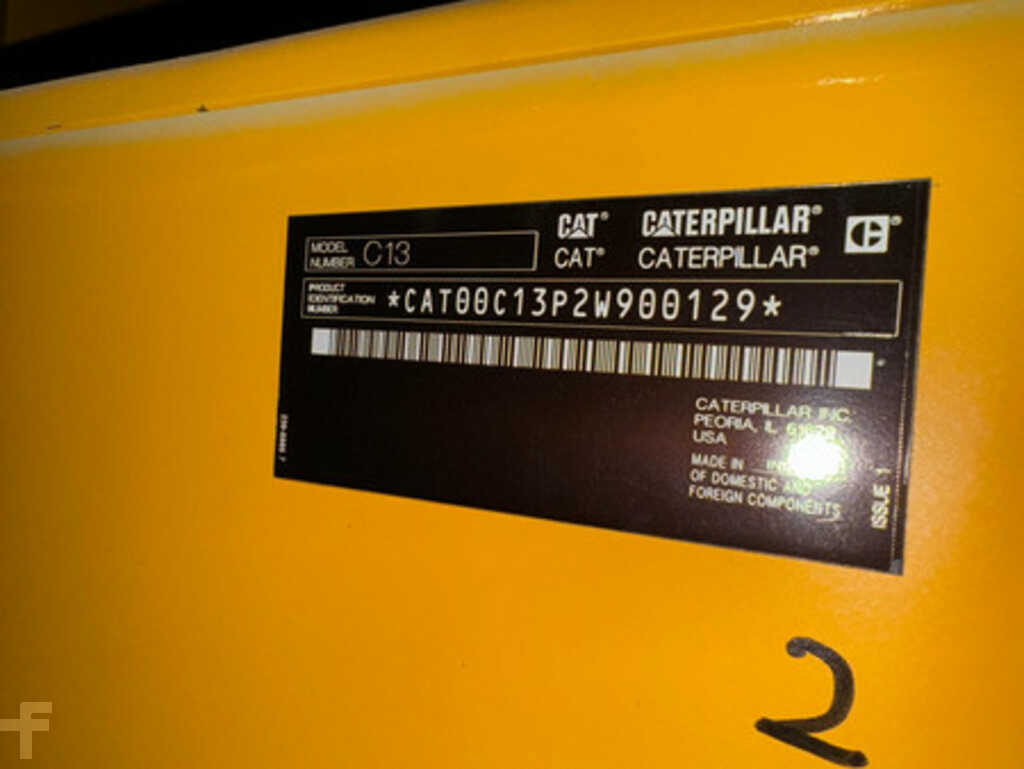 CAT® CATERPILLAR®
MODEL NUMBER C13
CAT® CATERPILLAR®
PRODUCT IDENTIFICATION NUMBER *CAT00C13P2W900129*
CATERPILLAR INC.
PEORIA, IL
USA
MADE IN
OF DOMESTIC AND
FOREIGN COMPONENTS
ISSUE 1
2